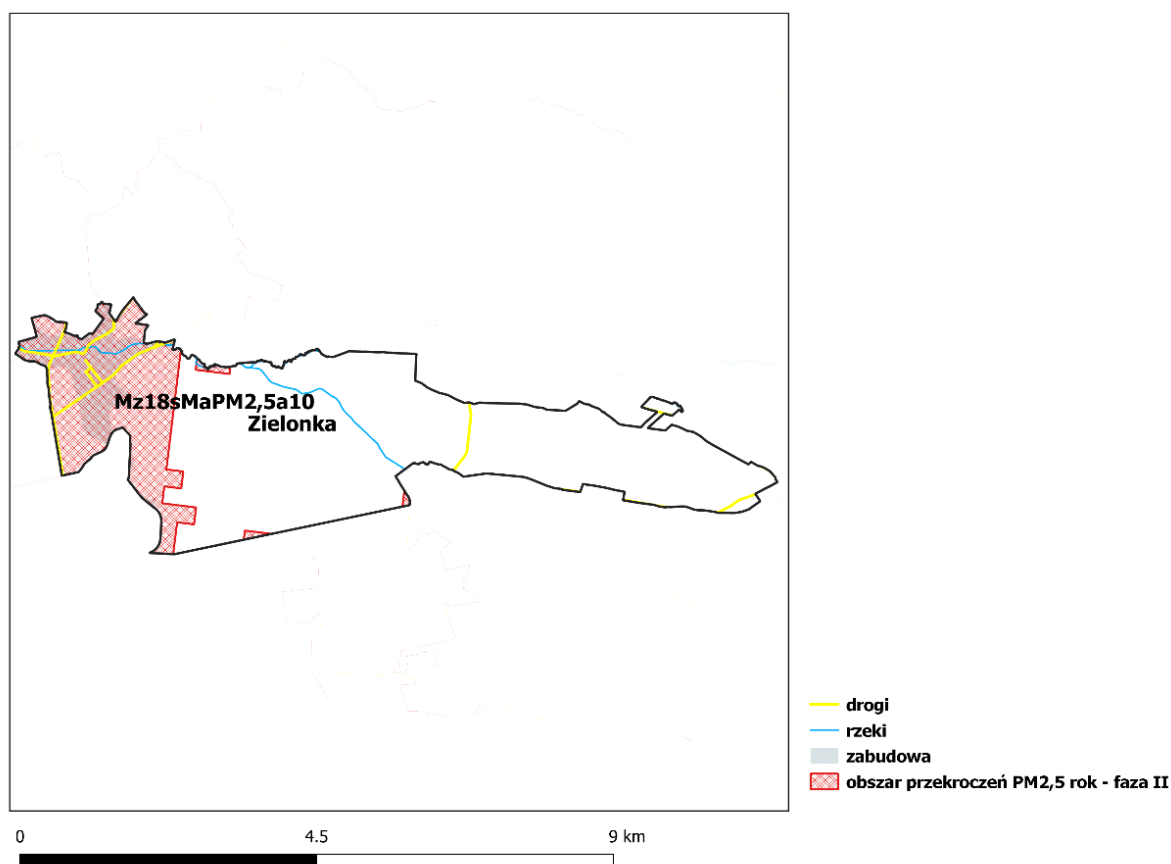 Mz18sMaPM2,5a10
Zielonka
drogi
rzeki
zabudowa
obszar przekroczeń PM2,5 rok - faza II
0 4.5 9 km